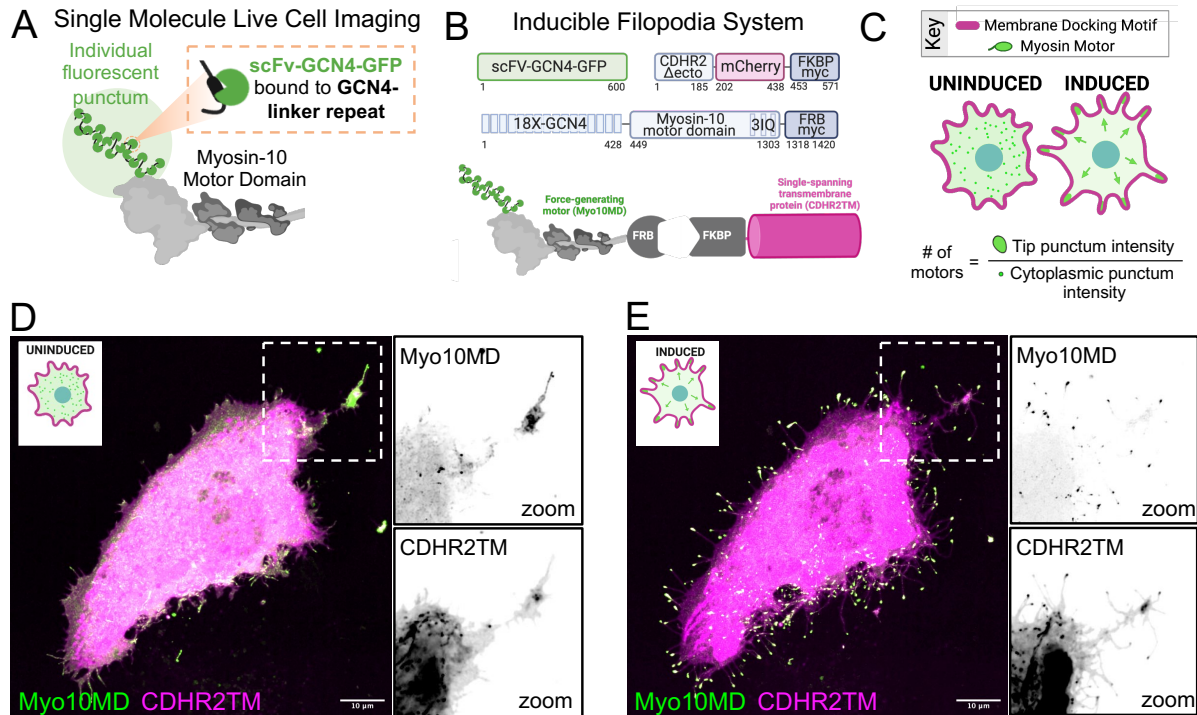 A
Single Molecule Live Cell Imaging
Individual
fluorescent
punctum
scFv-GCN4-GFP
bound to GCN4-
linker repeat
Myosin-10
Motor Domain
B
Inducible Filopodia System
scFV-GCN4-GFP
1 600
CDHR2
Δecto
mCherry
FKBP
myc
1 185 202 438 453 571
18X-GCN4
Myosin-10
motor domain
3IQ
FRB
myc
1 428 449 1303 1318 1420
Force-generating
motor (Myo10MD)
Single-spanning
transmembrane
protein (CDHR2TM)
FRB
FKBP
C
Key
Membrane Docking Motif
Myosin Motor
UNINDUCED
INDUCED
# of
motors
=
Tip punctum intensity
Cytoplasmic punctum
intensity
D
UNINDUCED
Myo10MD
zoom
CDHR2TM
zoom
Myo10MD CDHR2TM
10 µm
E
INDUCED
Myo10MD
zoom
CDHR2TM
zoom
Myo10MD CDHR2TM
10 µm